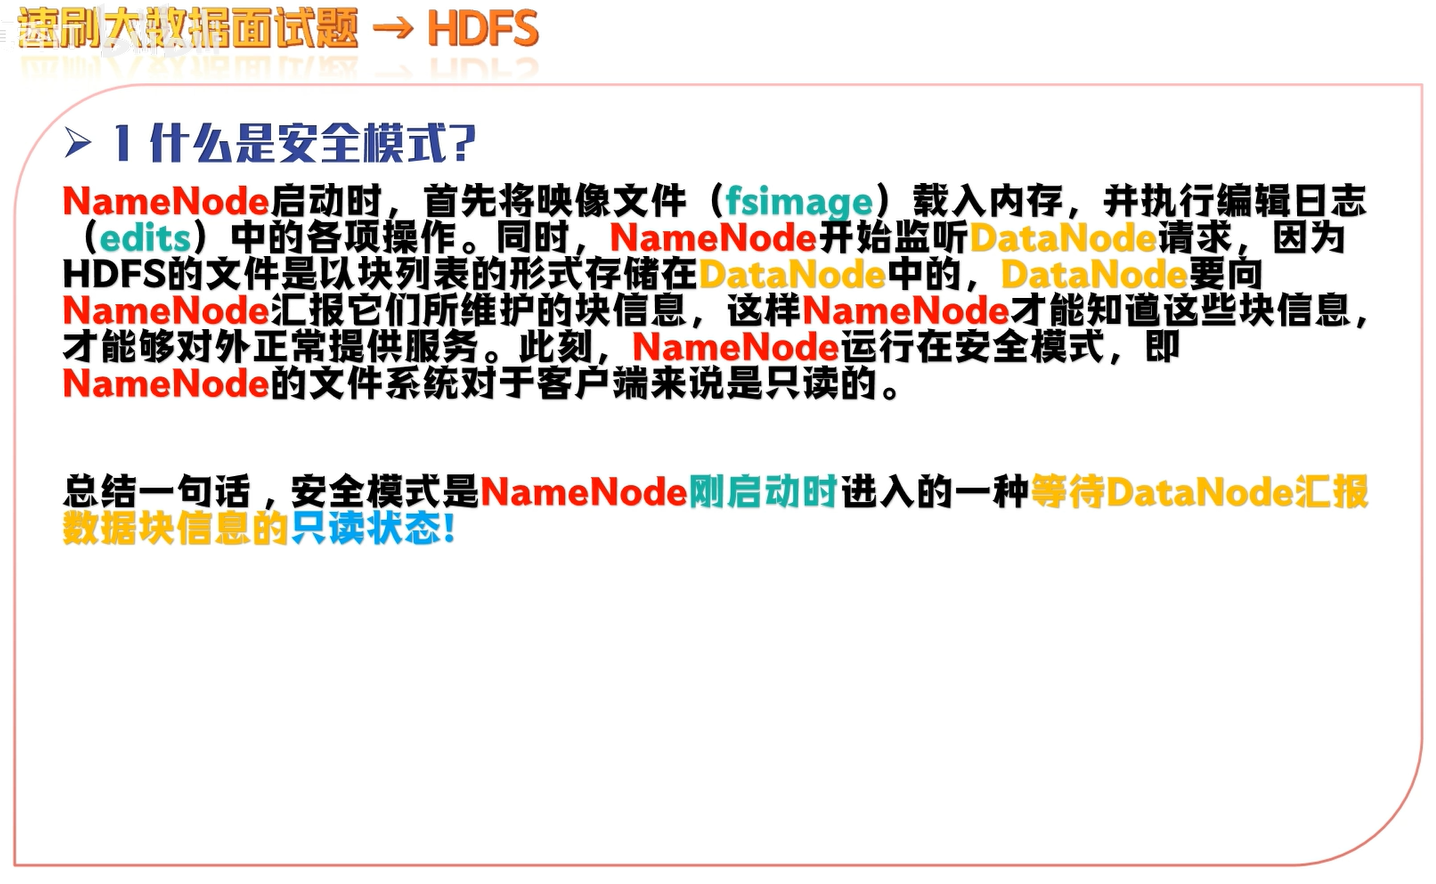 速刷大数据面试题 → HDFS
1 什么是安全模式?
NameNode启动时，首先将映像文件（fsimage）载入内存，并执行编辑日志
（edits）中的各项操作。同时，NameNode开始监听DataNode请求，因为
HDFS的文件是以块列表的形式存储在DataNode中的，DataNode要向
NameNode汇报它们所维护的块信息，这样NameNode才能知道这些块信息，
才能够对外正常提供服务。此刻，NameNode运行在安全模式，即
NameNode的文件系统对于客户端来说是只读的。
总结一句话，安全模式是NameNode刚启动时进入的一种等待DataNode汇报
数据块信息的只读状态!